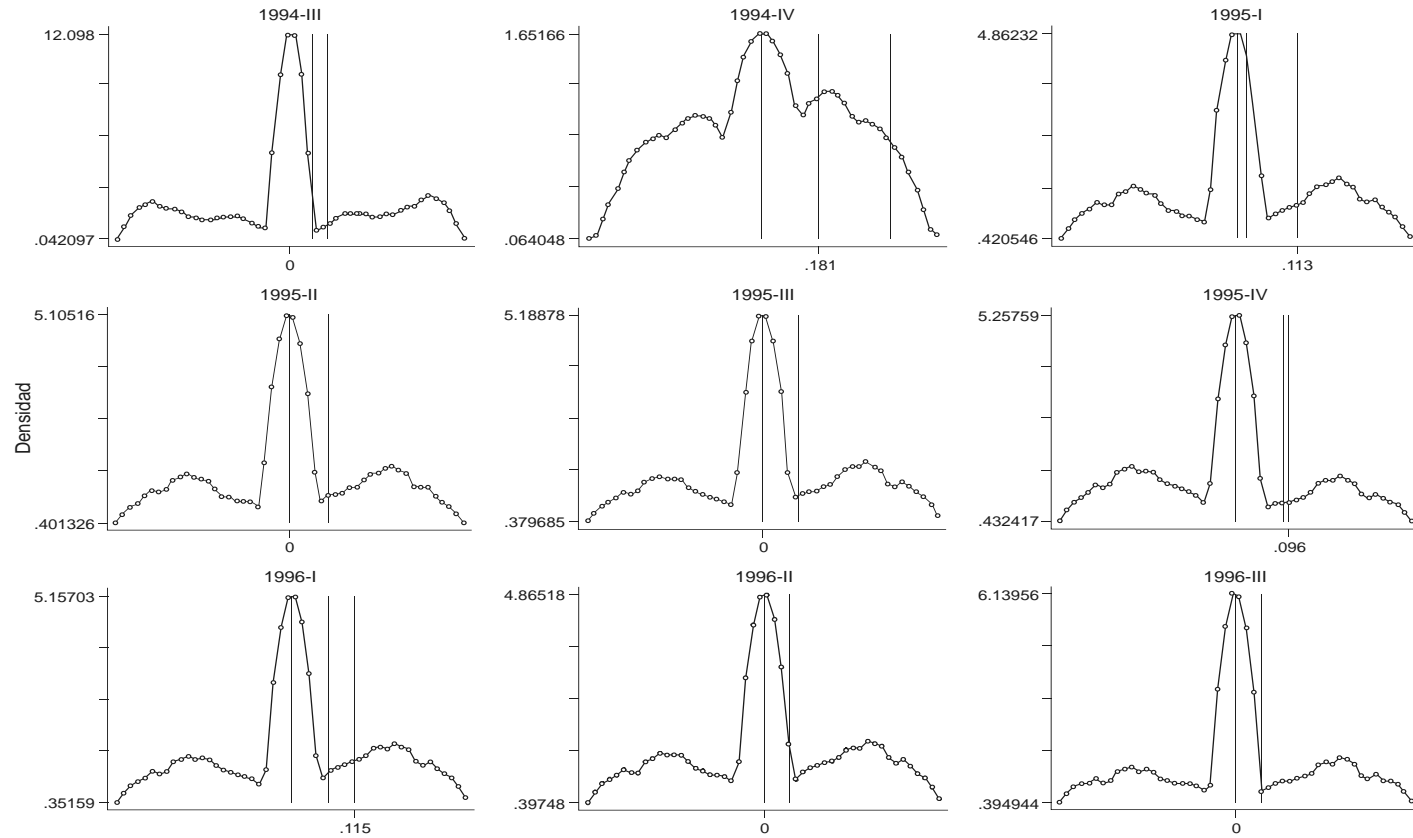 1994-III
1994-IV
1995-I
12.098
1.65166
4.86232
.042097
.064048
.420546
0
.181
.113
1995-II
1995-III
1995-IV
5.10516
5.18878
5.25759
Densidad
.401326
.379685
.432417
0
0
.096
1996-I
1996-II
1996-III
5.15703
4.86518
6.13956
.35159
.39748
.394944
.115
0
0